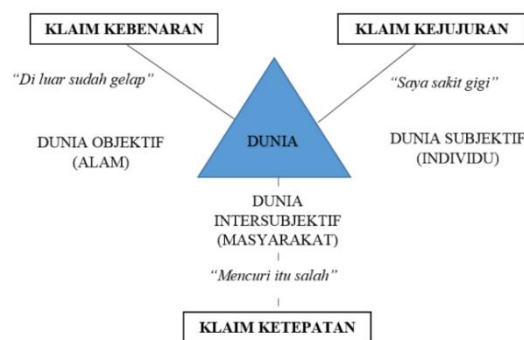 KLAIM KEBENARAN
KLAIM KEJUJURAN
“Di luar sudah gelap”
“Saya sakit gigi”
DUNIA OBJEKTIF
(ALAM)
DUNIA
DUNIA SUBJEKTIF
(INDIVIDU)
DUNIA
INTERSUBJEKTIF
(MASYARAKAT)
“Mencuri itu salah”
KLAIM KETEPATAN